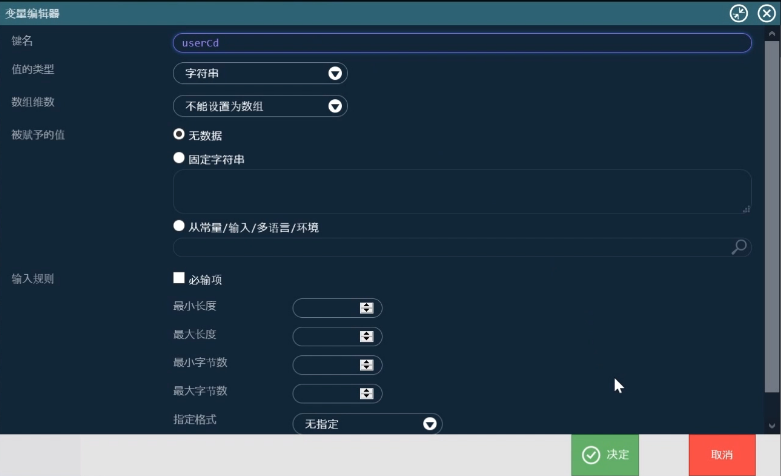 变量编辑器
键名
userCd
值的类型
字符串
数组维数
不能设置为数组
被赋予的值
无数据
固定字符串
从常量/输入/多语言/环境
输入规则
必输项
最小长度
最大长度
最小字节数
最大字节数
指定格式
无指定
决定
取消